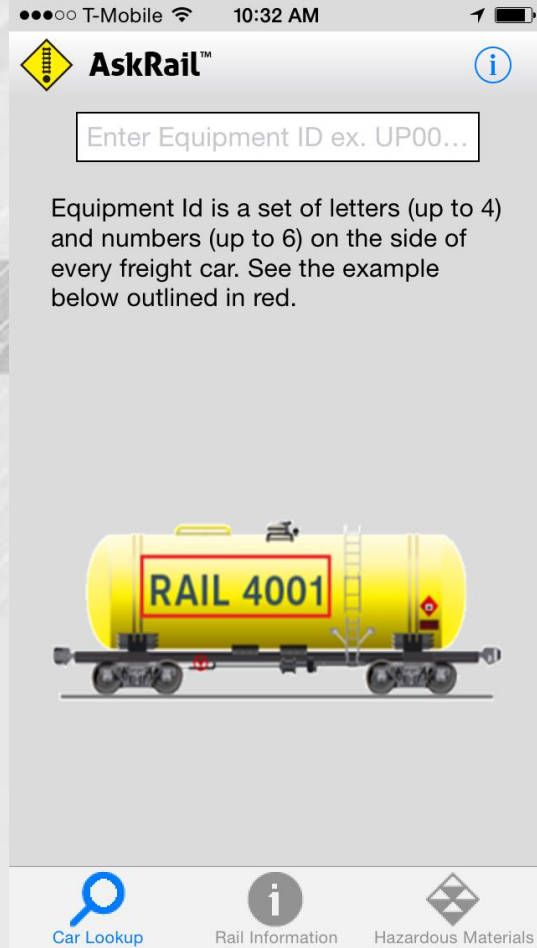 T-Mobile 10:32 AM
AskRail™
Enter Equipment ID ex. UP00...
Equipment Id is a set of letters (up to 4)
and numbers (up to 6) on the side of
every freight car. See the example
below outlined in red.
RAIL 4001
Car Lookup Rail Information Hazardous Materials